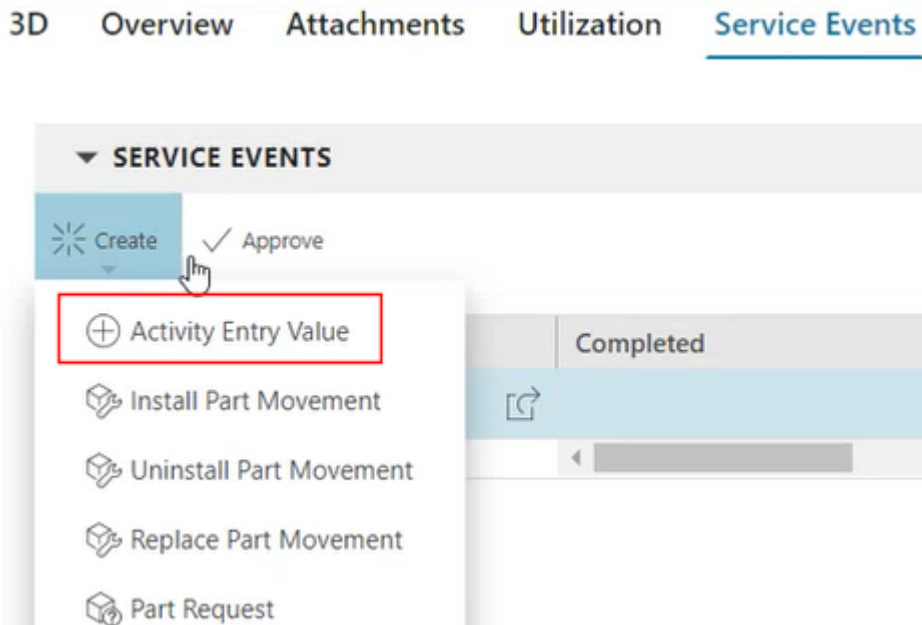 3D Overview Attachments Utilization Service Events
SERVICE EVENTS
Create Approve
Activity Entry Value
Completed
Install Part Movement
Uninstall Part Movement
Replace Part Movement
Part Request